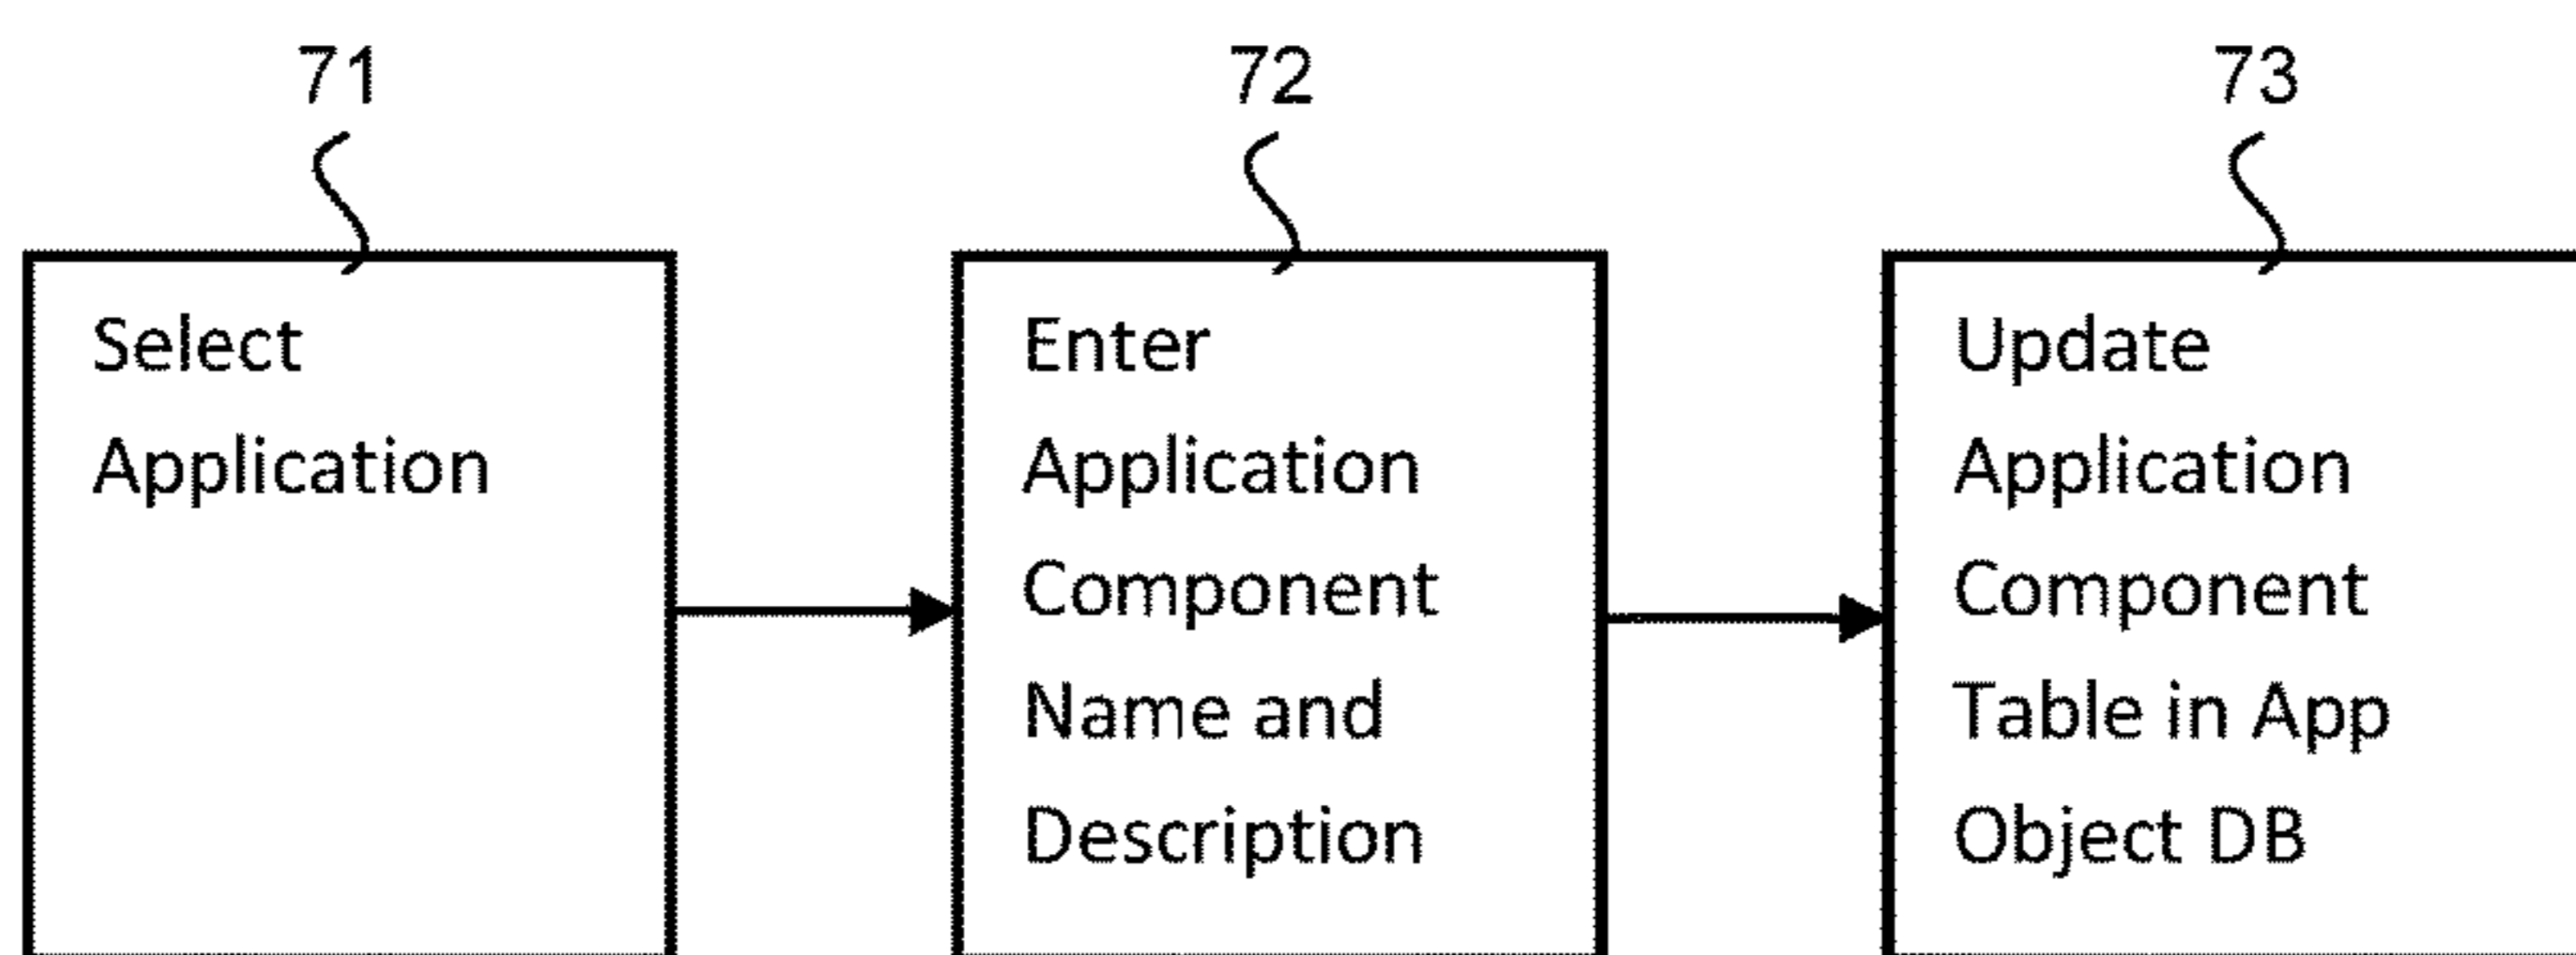 71
72
73
Select
Application
Enter
Application
Component
Name and
Description
Update
Application
Component
Table in App
Object DB